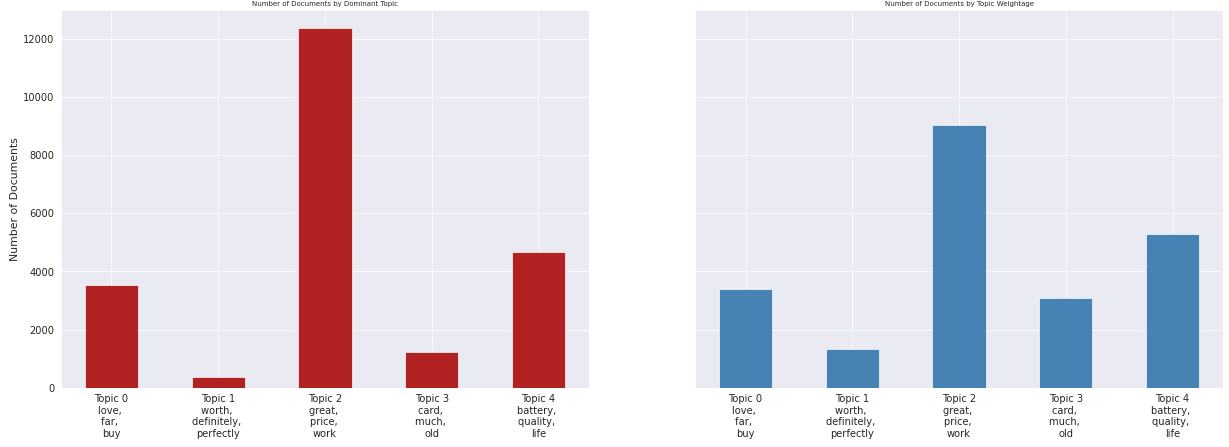 Number of Documents by Dominant Topic
Number of Documents
12000
10000
8000
6000
4000
2000
0
Topic 0
love,
far,
buy
Topic 1
worth,
definitely,
perfectly
Topic 2
great,
price,
work
Topic 3
card,
much,
old
Topic 4
battery,
quality,
life
Number of Documents by Topic Weightage
Topic 0
love,
far,
buy
Topic 1
worth,
definitely,
perfectly
Topic 2
great,
price,
work
Topic 3
card,
much,
old
Topic 4
battery,
quality,
life